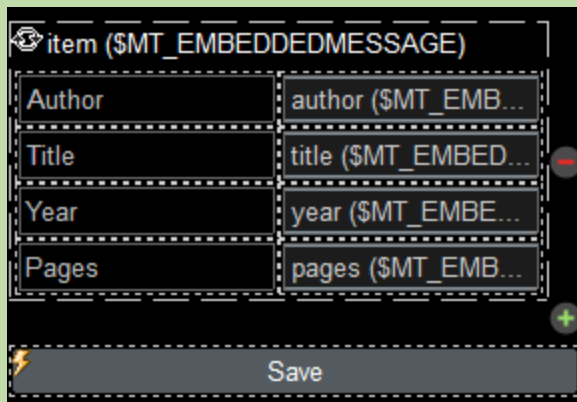 item ($MT_EMBEDDEDMESSAGE)
Author author ($MT_EMB...
Title title ($MT_EMBED...
Year year ($MT_EMBE...
Pages pages ($MT_EMB...
Save